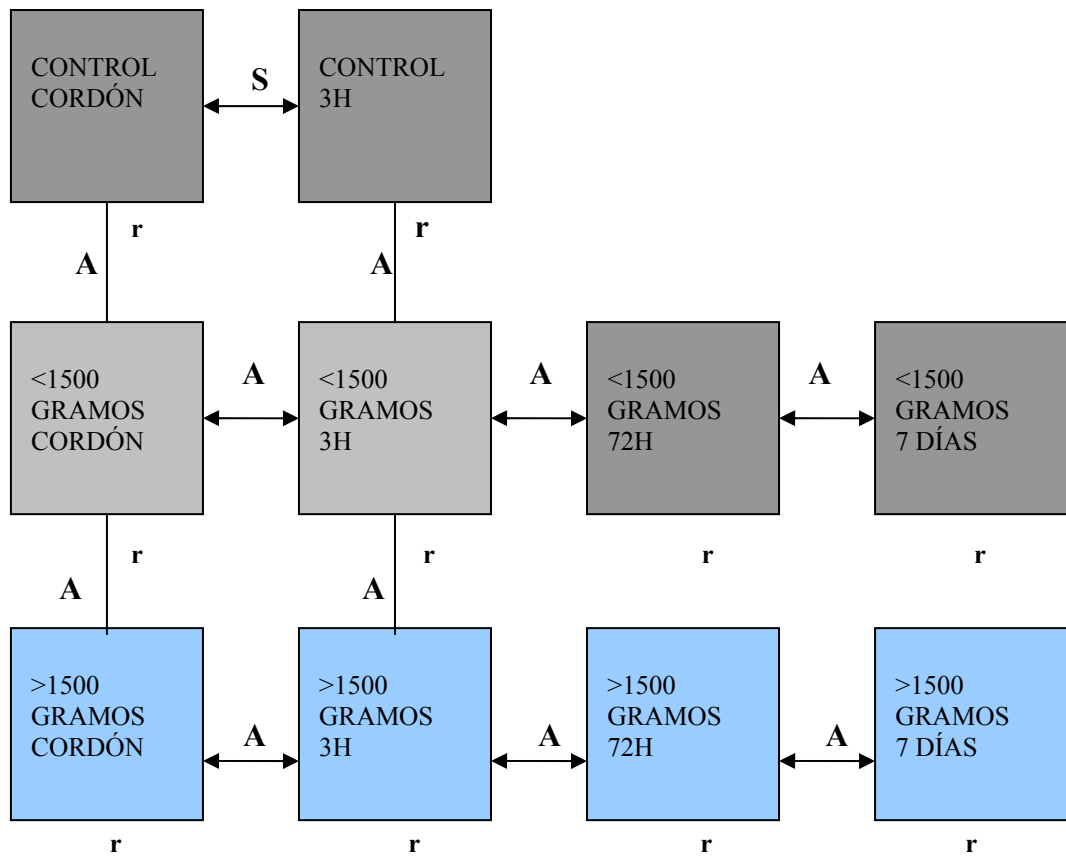 CONTROL
CORDÓN
S
CONTROL
3H
r
r
A
A
<1500
GRAMOS
CORDÓN
A
<1500
GRAMOS
3H
A
<1500
GRAMOS
72H
A
<1500
GRAMOS
7 DÍAS
r
r
r
r
A
A
>1500
GRAMOS
CORDÓN
A
>1500
GRAMOS
3H
A
>1500
GRAMOS
72H
A
>1500
GRAMOS
7 DÍAS
r
r
r
r